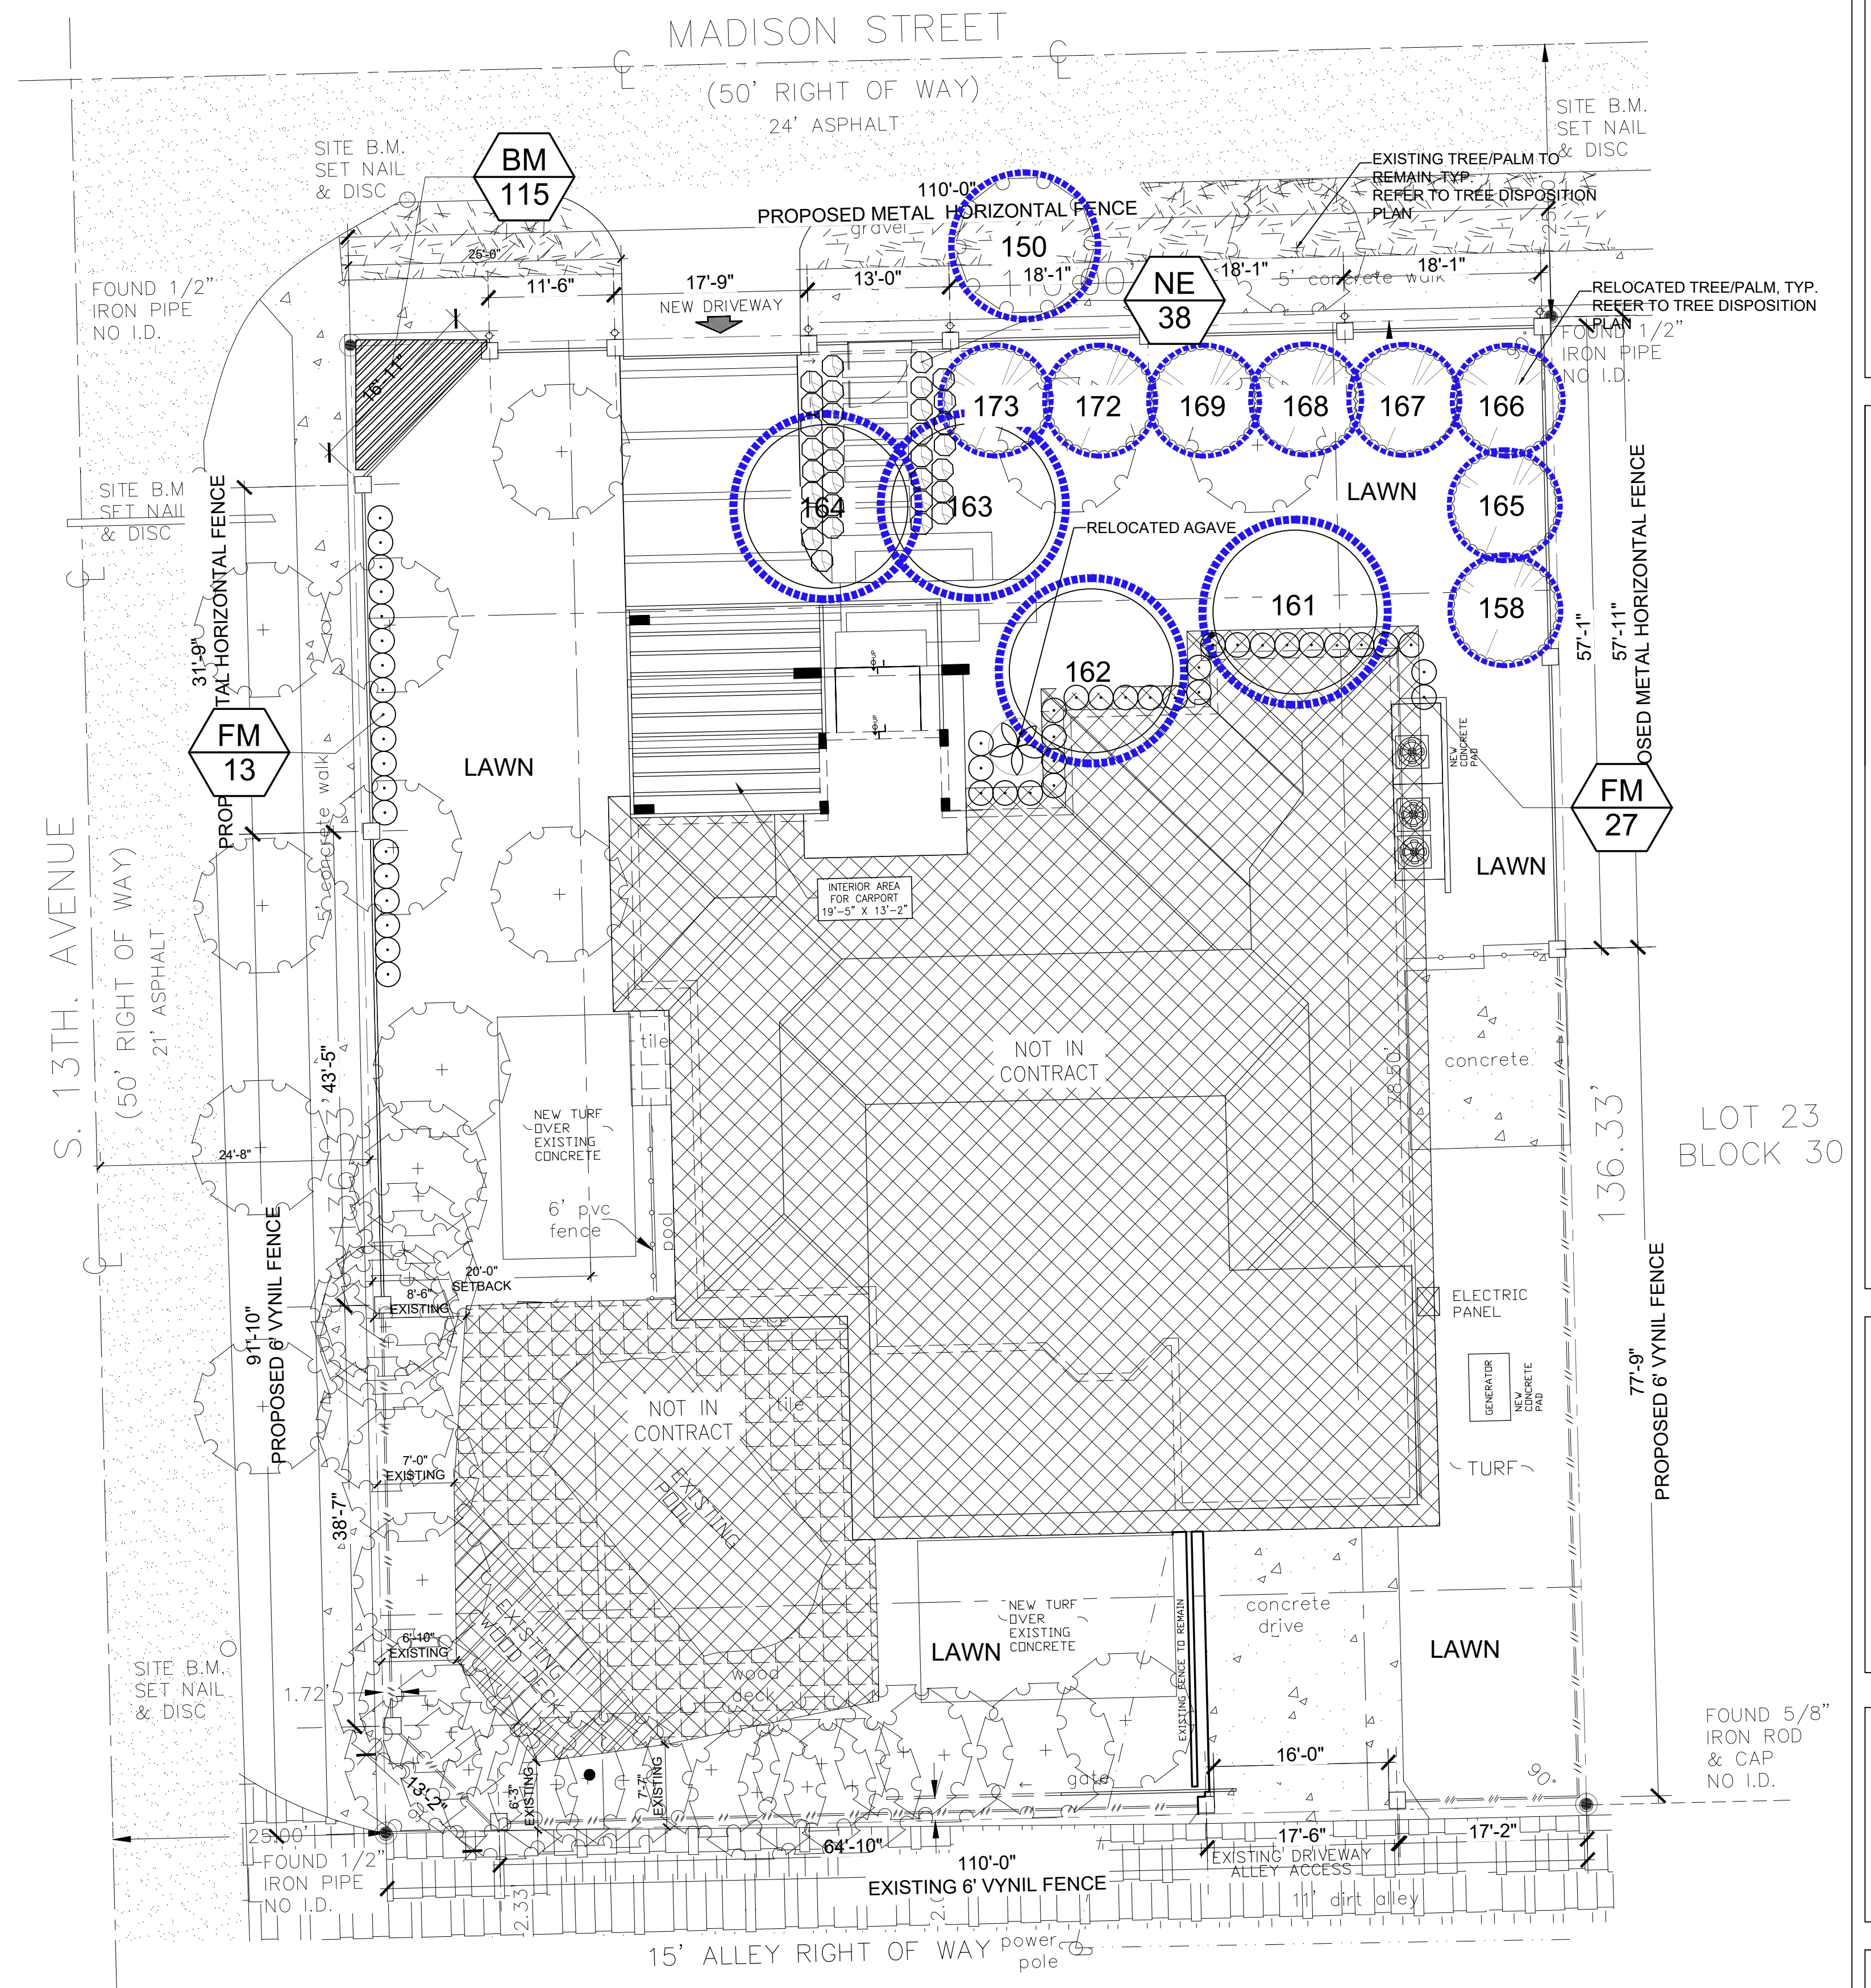 MADISON STREET
(50' RIGHT OF WAY)
24' ASPHALT
SITE B.M.
SET NAIL
& DISC
BM
115
SITE B.M.
SET NAIL
& DISC
EXISTING TREE/PALM TO
REMAIN, TYP.
REFER TO TREE DISPOSITION
PLAN
110'-0"
PROPOSED METAL HORIZONTAL FENCE
gravel
150
25'-0"
11'-6"
17'-9"
13'-0"
18'-1"
18'-1"
18'-1"
5' concrete walk
NE
38
NEW DRIVEWAY
RELOCATED TREE/PALM, TYP.
REFER TO TREE DISPOSITION
PLAN
FOUND 1/2"
IRON PIPE
NO I.D.
FOUND 1/2"
IRON PIPE
NO I.D.
16'-11"
173
172
169
168
167
166
SITE B.M
SET NAIL
& DISC
164
163
LAWN
165
RELOCATED AGAVE
161
158
162
31'-9"
TAL HORIZONTAL FENCE
PROP
57'-1"
57'-11"
OSED METAL HORIZONTAL FENCE
UP
UP
FM
13
LAWN
5' concrete walk
NEW
CONCRETE
PAD
FM
27
LAWN
S. 13TH. AVENUE
(50' RIGHT OF WAY)
21' ASPHALT
INTERIOR AREA
FOR CARPORT
19'-5" X 13'-2"
43'-5"
tile
NOT IN
CONTRACT
78.50'
concrete
136.33'
LOT 23
BLOCK 30
NEW TURF
OVER
EXISTING
CONCRETE
24'-8"
6' pvc
fence
pool
20'-0"
SETBACK
8'-6"
EXISTING
91'-10"
PROPOSED 6' VYNIL FENCE
ELECTRIC
PANEL
GENERATOR
NEW
CONCRETE
PAD
77'-9"
PROPOSED 6' VYNIL FENCE
NOT IN
CONTRACT
tile
7'-0"
EXISTING
EXISTING
POOL
TURF
38'-7"
EXISTING
WOOD DECK
NEW TURF
OVER
EXISTING
CONCRETE
LAWN
EXISTING FENCE TO REMAIN
concrete
drive
LAWN
6'-10"
EXISTING
wood
deck
SITE B.M.
SET NAIL
& DISC
1.72'
FOUND 5/8"
IRON ROD
& CAP
NO I.D.
13'-2"
6'-3"
EXISTING
7'-7"
EXISTING
gate
16'-0"
90°
25.00'
FOUND 1/2"
IRON PIPE
NO I.D.
64'-10"
17'-6"
17'-2"
EXISTING DRIVEWAY
ALLEY ACCESS
110'-0"
EXISTING 6' VYNIL FENCE
2.33'
11' dirt alley
15' ALLEY RIGHT OF WAY
power
pole